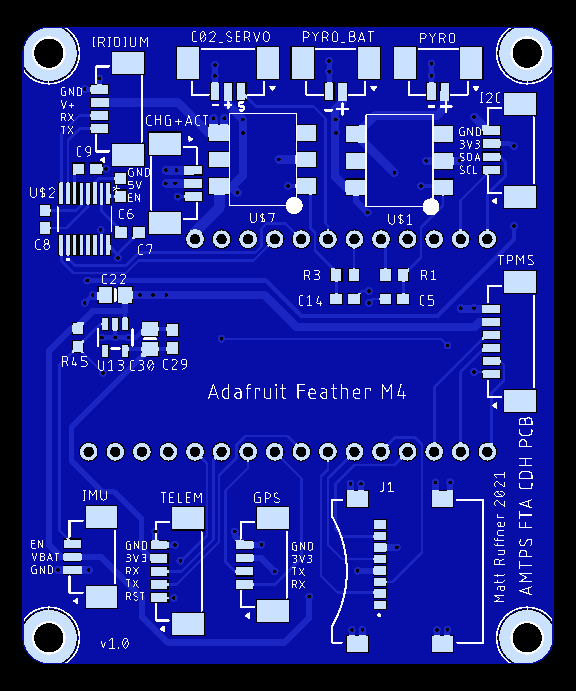 IRIDIUM
C02_SERVO
PYRO_BAT
PYRO
GND
V+
RX
TX
- + S
- +
- +
I2C
CHG+ACT
GND
3V3
SDA
SCL
C9
GND
5V
EN
U$2
C6
C8
C7
U$7
U$1
TPMS
R3
R1
C22
C14
C5
R45
U13
C30
C29
Adafruit Feather M4
AMTPS FTA CDH PCB
Matt Ruffner 2021
IMU
TELEM
GPS
J1
EN
VBAT
GND
GND
3V3
RX
TX
RST
GND
3V3
TX
RX
v1.0